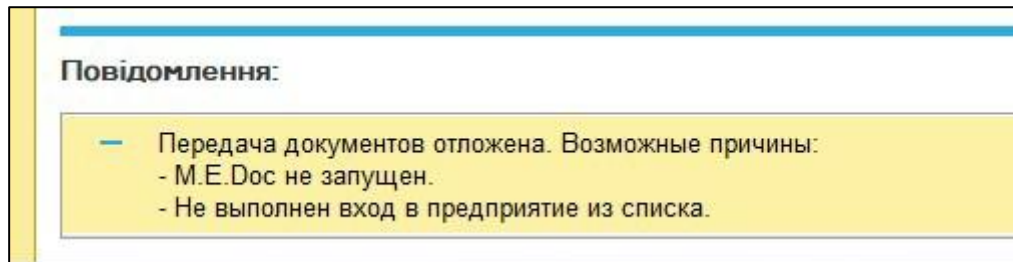 Повідомлення:
Передача документов отложена. Возможные причины:
- M.E.Doc не запущен.
- Не выполнен вход в предприятие из списка.